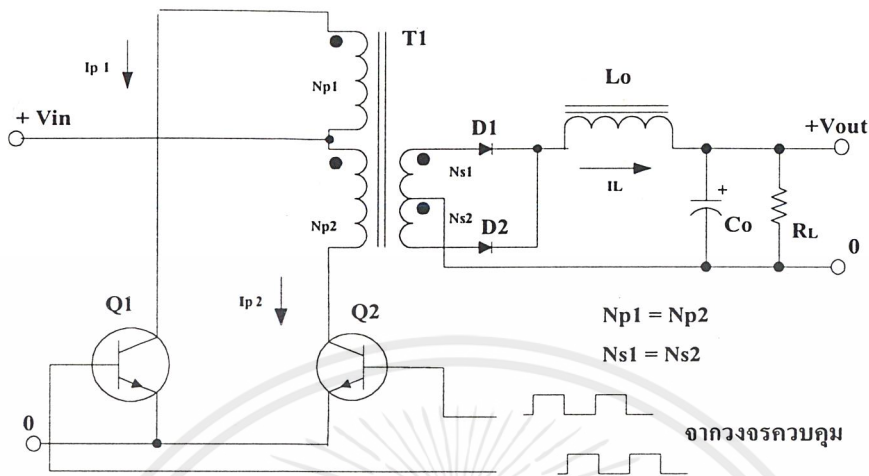 T1
Ip 1
Np1
Lo
+ Vin
D1
+Vout
Ns1
IL
Ns2
+
Np2
D2
Co
RL
0
Ip 2
Q1
Q2
Np1 = Np2
Ns1 = Ns2
0
จากวงจรควบคุม